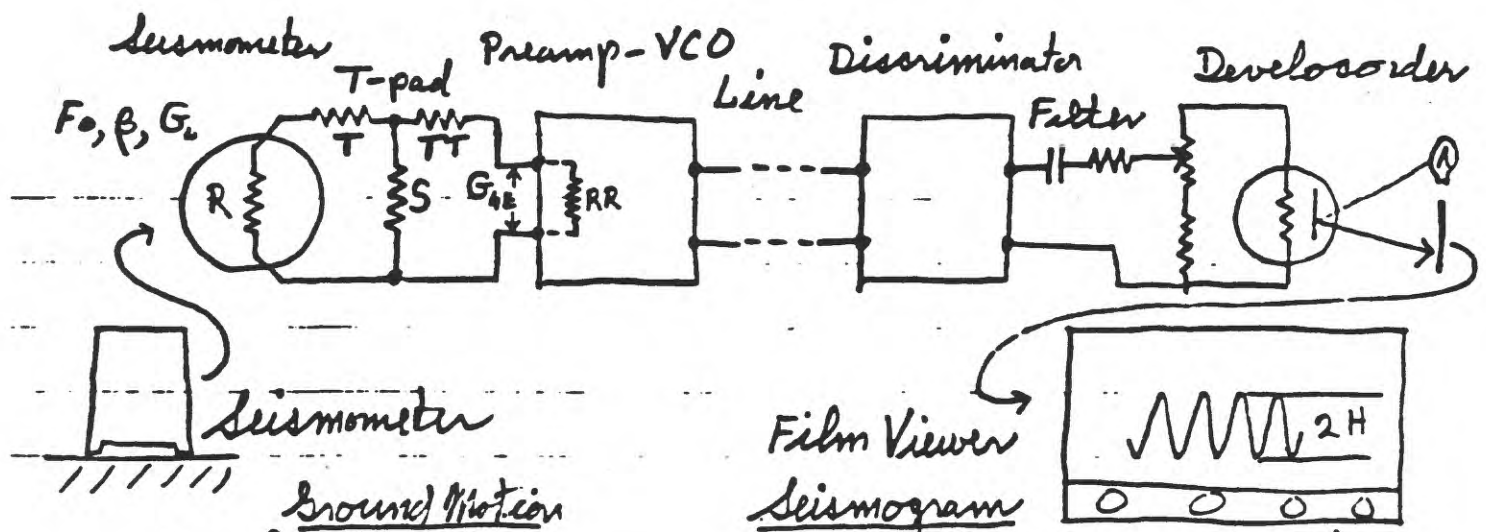 Seismometer
Preamp-VCO
Discriminator
Develocorder
T-pad
Line
Filter
Fo, β, GL
T
TT
R
S
G4E
RR
Seismometer
Film Viewer
2H
Ground Motion
Seismogram